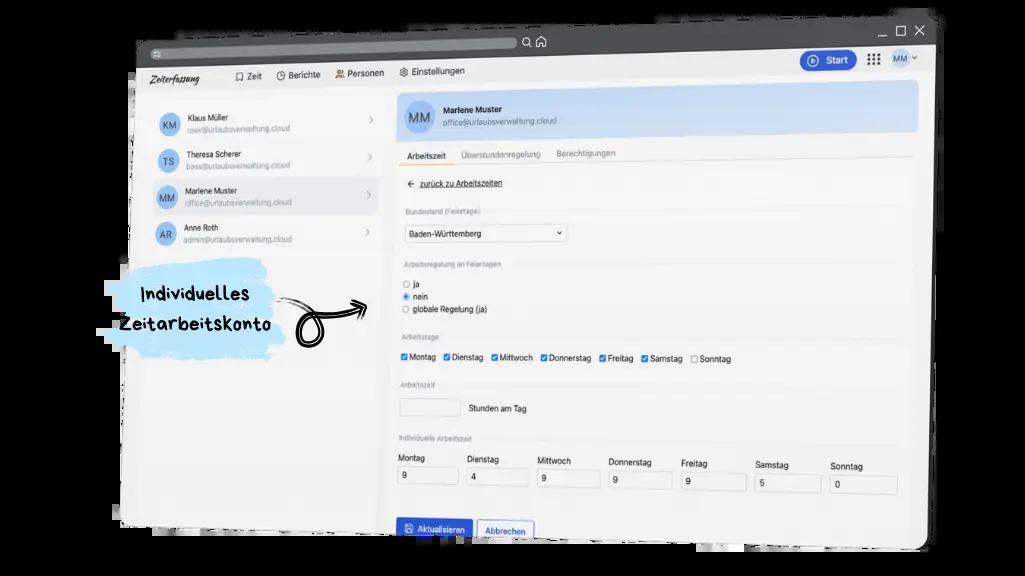 Zeiterfassung
Zeit
Berichte
Personen
Einstellungen
Start
MM
KM
Klaus Müller
user@urlaubsverwaltung.cloud
TS
Theresa Scherer
boss@urlaubsverwaltung.cloud
MM
Marlene Muster
office@urlaubsverwaltung.cloud
AR
Anne Roth
admin@urlaubsverwaltung.cloud
Individuelles
Zeitarbeitskonto
MM
Marlene Muster
office@urlaubsverwaltung.cloud
Arbeitszeit Überstundenregelung Berechtigungen
zurück zu Arbeitszeiten
Bundesland (Feiertage)
Baden-Württemberg
Arbeitsregelung an Feiertagen
ja
nein
globale Regelung (ja)
Arbeitstage
Montag Dienstag Mittwoch Donnerstag Freitag Samstag Sonntag
Arbeitszeit
Stunden am Tag
Individuelle Arbeitszeit
Montag Dienstag Mittwoch Donnerstag Freitag Samstag Sonntag
9 4 9 9 9 5 0
Aktualisieren Abbrechen